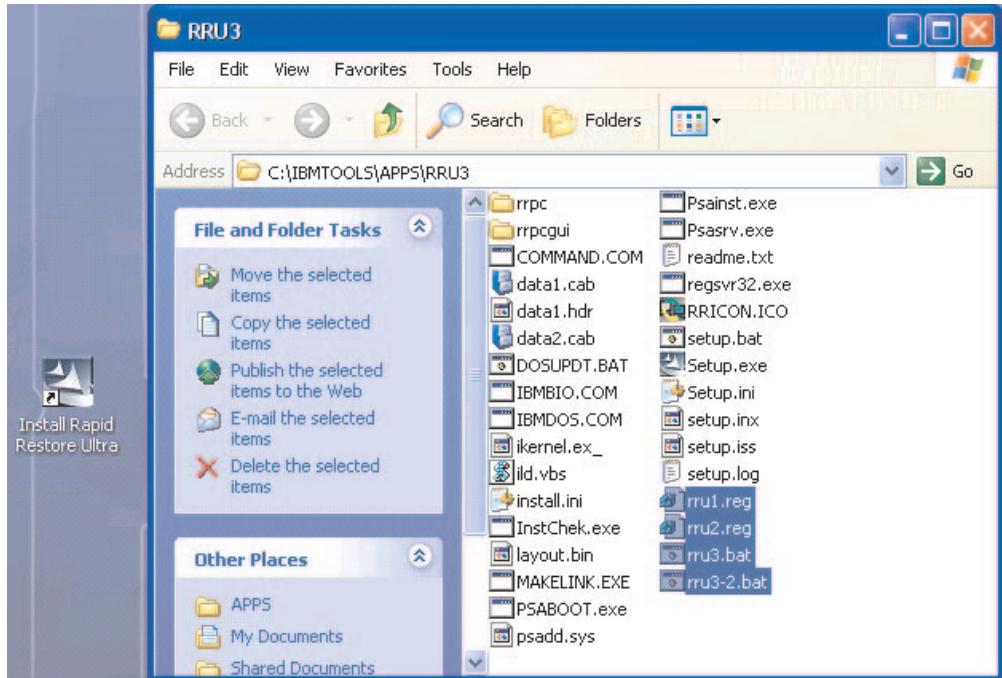 RRU3
File Edit View Favorites Tools Help
Back Search Folders
Address C:\IBMTOOLS\APPS\RRU3 Go
File and Folder Tasks
Move the selected
items
Copy the selected
items
Publish the selected
items to the Web
E-mail the selected
items
Delete the selected
items
Other Places
APPS
My Documents
Shared Documents
rrpc
rrpcgui
COMMAND.COM
data1.cab
data1.hdr
data2.cab
DOSUPDT.BAT
IBMBIO.COM
IBMDOS.COM
ikernel.ex_
ild.vbs
install.ini
InstChek.exe
layout.bin
MAKELINK.EXE
PSABOOT.exe
psadd.sys
Psainst.exe
Psasrv.exe
readme.txt
regsvr32.exe
RRICON.ICO
setup.bat
Setup.exe
Setup.ini
setup.inx
setup.iss
setup.log
rru1.reg
rru2.reg
rru3.bat
rru3-2.bat
Install Rapid
Restore Ultra